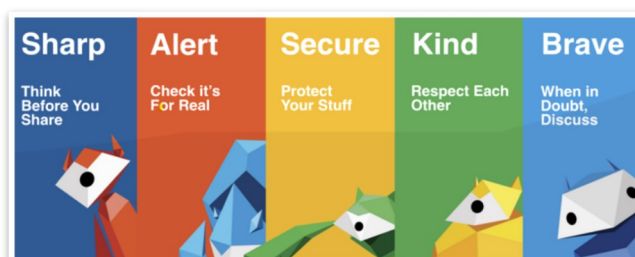 Sharp
Think
Before You
Share
Alert
Check it's
For Real
Secure
Protect
Your Stuff
Kind
Respect Each
Other
Brave
When in
Doubt,
Discuss